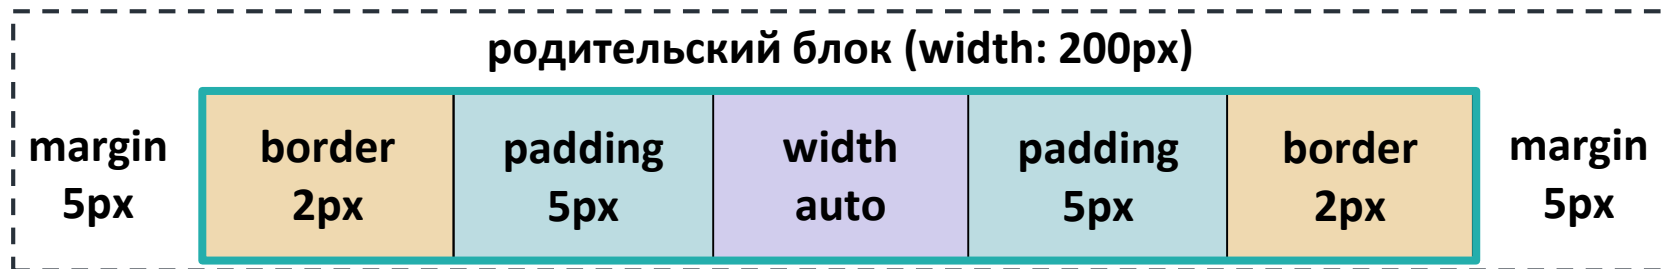 родительский блок (width: 200px)
margin border padding width padding border margin
5px 2px 5px auto 5px 2px 5px